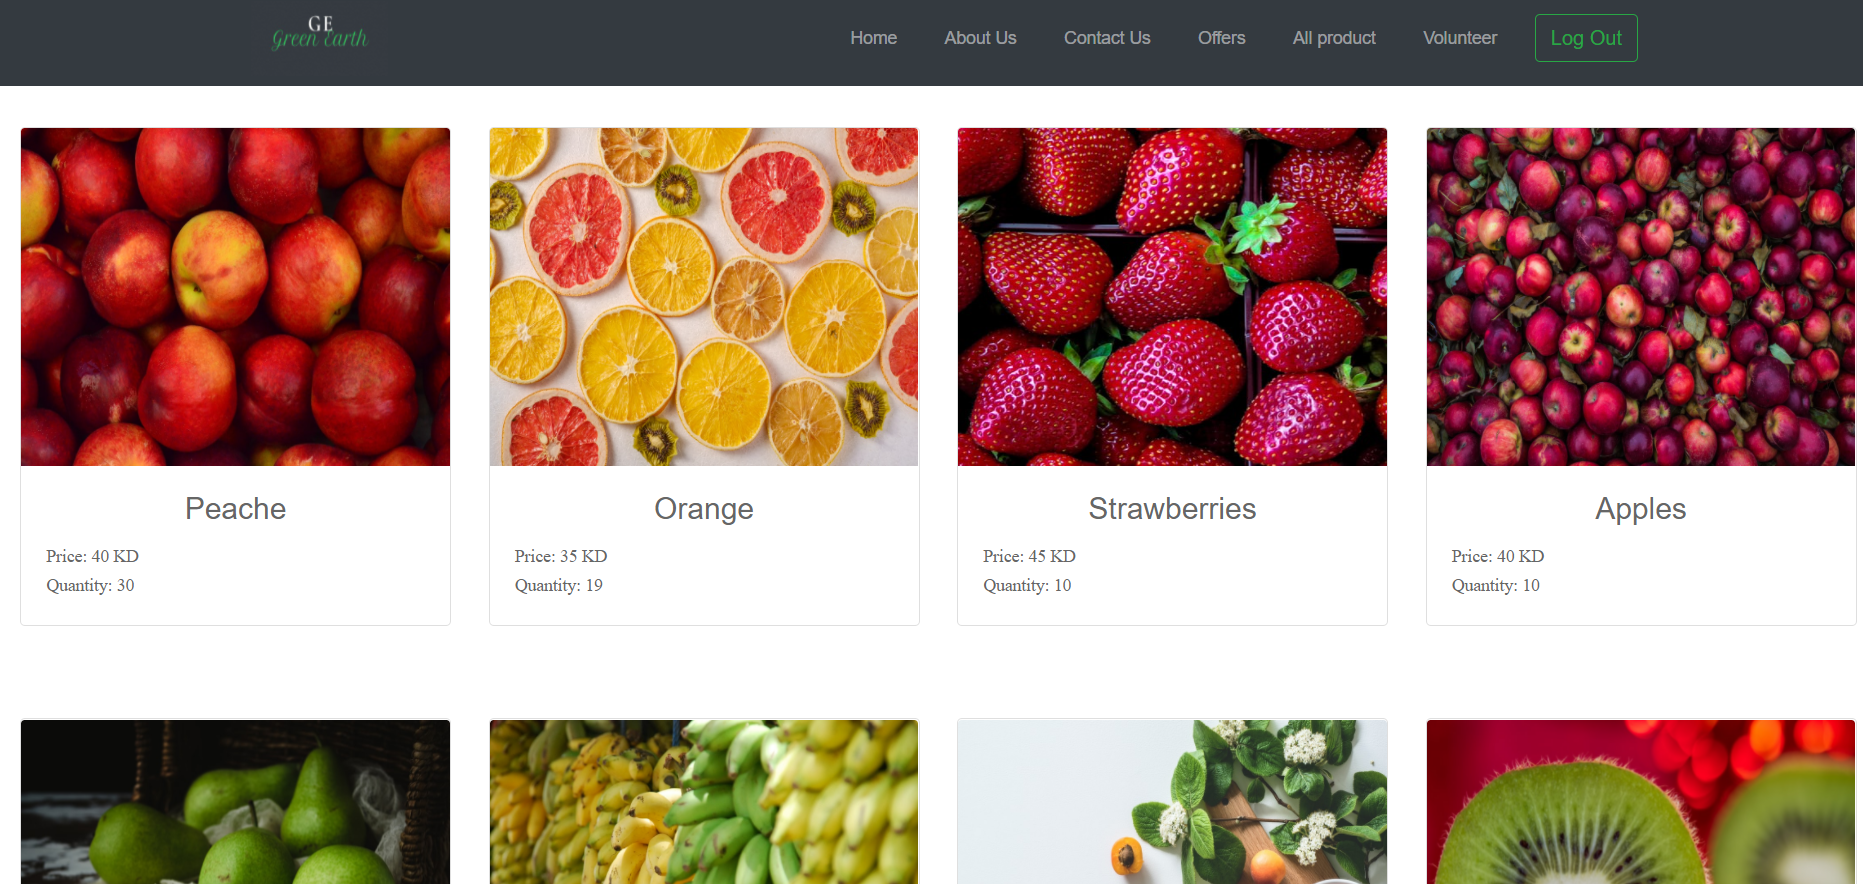 GE
Green Earth
Home
About Us
Contact Us
Offers
All product
Volunteer
Log Out
Peache
Price: 40 KD
Quantity: 30
Orange
Price: 35 KD
Quantity: 19
Strawberries
Price: 45 KD
Quantity: 10
Apples
Price: 40 KD
Quantity: 10